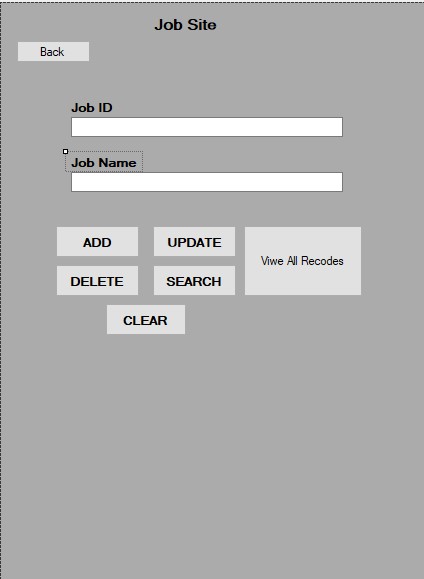 Job Site
Back
Job ID
Job Name
ADD
UPDATE
Viwe All Recodes
DELETE
SEARCH
CLEAR